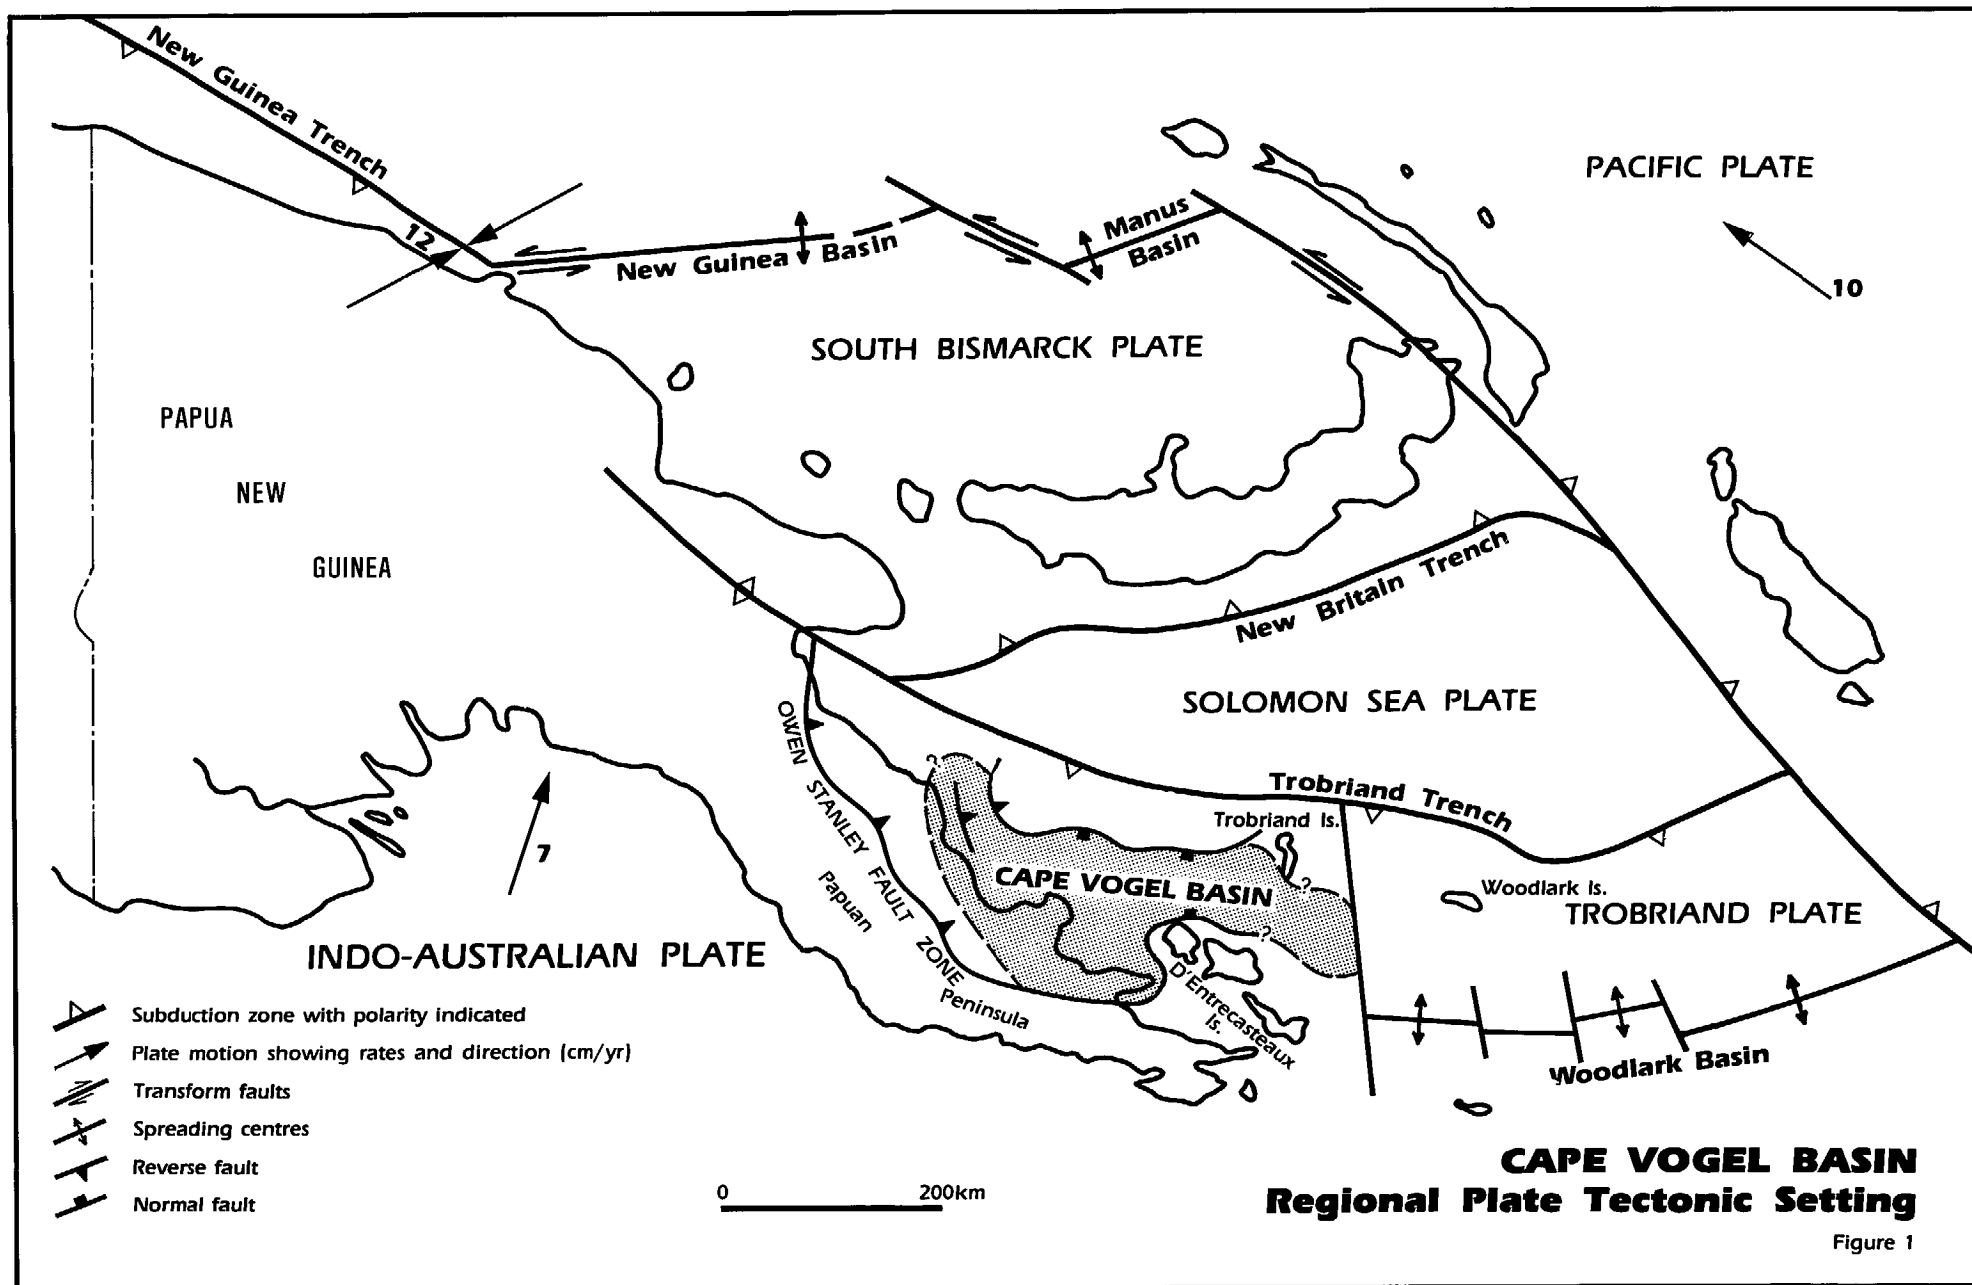 New Guinea Trench
PACIFIC PLATE
12
Manus
Basin
New Guinea Basin
10
SOUTH BISMARCK PLATE
PAPUA
NEW
GUINEA
New Britain Trench
SOLOMON SEA PLATE
OWEN STANLEY FAULT ZONE
?
Trobriand Trench
Trobriand Is.
7
CAPE VOGEL BASIN
?
Woodlark Is.
TROBRIAND PLATE
Papuan
Peninsula
?
INDO-AUSTRALIAN PLATE
D'Entrecasteaux
Is.
Woodlark Basin
Subduction zone with polarity indicated
Plate motion showing rates and direction (cm/yr)
Transform faults
Spreading centres
Reverse fault
Normal fault
0 200km
CAPE VOGEL BASIN
Regional Plate Tectonic Setting
Figure 1